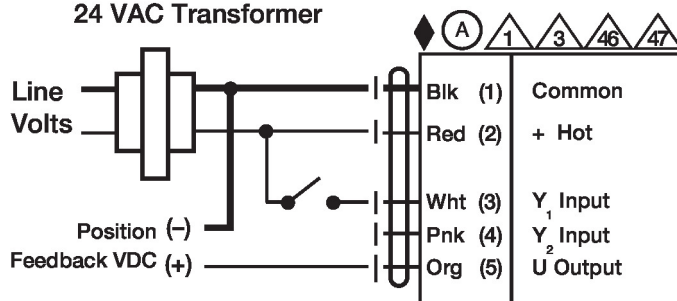 24 VAC Transformer
A 1 3 46 47
Line Volts
Blk (1) Common
Red (2) + Hot
Wht (3) Y1 Input
Pnk (4) Y2 Input
Org (5) U Output
Position (–)
Feedback VDC (+)